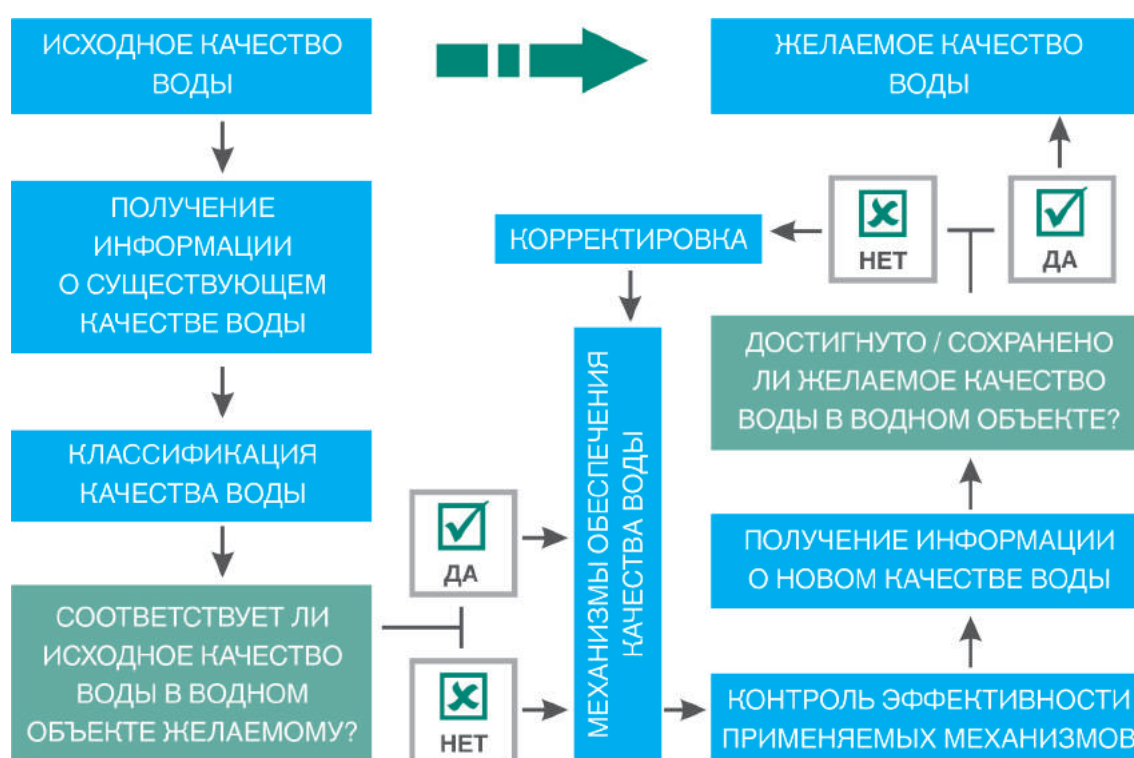 ИСХОДНОЕ КАЧЕСТВО
ВОДЫ
ПОЛУЧЕНИЕ
ИНФОРМАЦИИ
О СУЩЕСТВУЮЩЕМ
КАЧЕСТВЕ ВОДЫ
КЛАССИФИКАЦИЯ
КАЧЕСТВА ВОДЫ
СООТВЕТСТВУЕТ ЛИ
ИСХОДНОЕ КАЧЕСТВО
ВОДЫ В ВОДНОМ
ОБЪЕКТЕ ЖЕЛАЕМОМУ?
ДА
НЕТ
МЕХАНИЗМЫ ОБЕСПЕЧЕНИЯ
КАЧЕСТВА ВОДЫ
КОНТРОЛЬ ЭФФЕКТИВНОСТИ
ПРИМЕНЯЕМЫХ МЕХАНИЗМОВ
ПОЛУЧЕНИЕ ИНФОРМАЦИИ
О НОВОМ КАЧЕСТВЕ ВОДЫ
ДОСТИГНУТО / СОХРАНЕНО
ЛИ ЖЕЛАЕМОЕ КАЧЕСТВО
ВОДЫ В ВОДНОМ ОБЪЕКТЕ?
НЕТ
ДА
КОРРЕКТИРОВКА
ЖЕЛАЕМОЕ КАЧЕСТВО
ВОДЫ